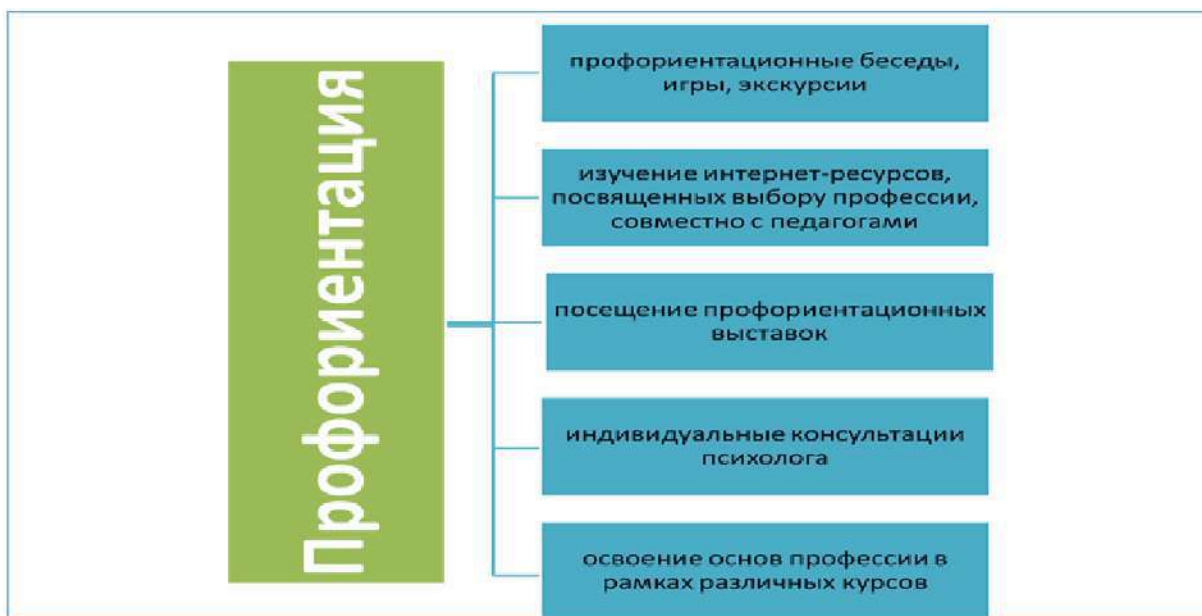 Профориентация
профориентационные беседы,
игры, экскурсии
изучение интернет-ресурсов,
посвященных выбору профессии,
совместно с педагогами
посещение профориентационных
выставок
индивидуальные консультации
психолога
освоение основ профессии в
рамках различных курсов